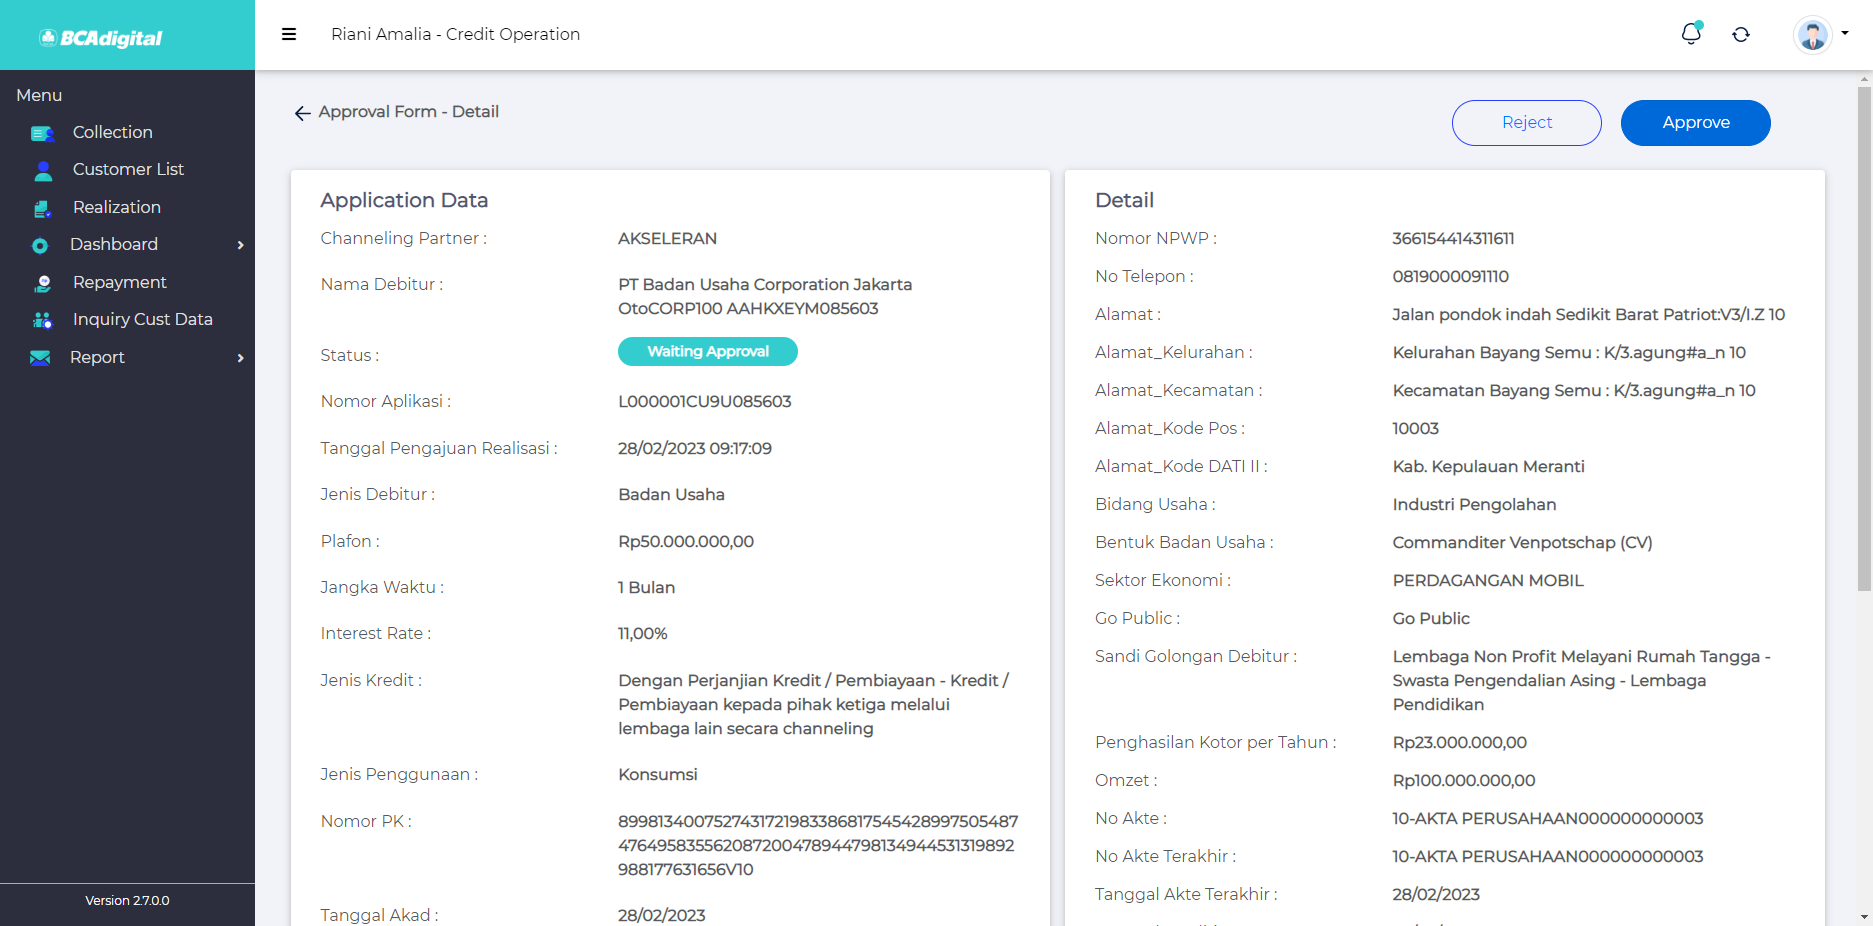 BCAdigital
Riani Amalia - Credit Operation
Menu
Collection
Customer List
Realization
Dashboard
Repayment
Inquiry Cust Data
Report
Version 2.7.0.0
Approval Form - Detail
Reject
Approve
Application Data
Channeling Partner : AKSELERAN
Nama Debitur : PT Badan Usaha Corporation Jakarta
OtoCORP100 AAHKXEYM085603
Status : Waiting Approval
Nomor Aplikasi : L000001CU9U085603
Tanggal Pengajuan Realisasi : 28/02/2023 09:17:09
Jenis Debitur : Badan Usaha
Plafon : Rp50.000.000,00
Jangka Waktu : 1 Bulan
Interest Rate : 11,00%
Jenis Kredit : Dengan Perjanjian Kredit / Pembiayaan - Kredit /
Pembiayaan kepada pihak ketiga melalui
lembaga lain secara channeling
Jenis Penggunaan : Konsumsi
Nomor PK : 89981340075274317219833868175454289975054​87
4764958355620872004789447981349445313198​92
988177631656V10
Tanggal Akad : 28/02/2023
Detail
Nomor NPWP : 366154414311611
No Telepon : 0819000091110
Alamat : Jalan pondok indah Sedikit Barat Patriot:V3/I.Z 10
Alamat_Kelurahan : Kelurahan Bayang Semu : K/3.agung#a_n 10
Alamat_Kecamatan : Kecamatan Bayang Semu : K/3.agung#a_n 10
Alamat_Kode Pos : 10003
Alamat_Kode DATI II : Kab. Kepulauan Meranti
Bidang Usaha : Industri Pengolahan
Bentuk Badan Usaha : Commanditer Venpotschap (CV)
Sektor Ekonomi : PERDAGANGAN MOBIL
Go Public : Go Public
Sandi Golongan Debitur : Lembaga Non Profit Melayani Rumah Tangga -
Swasta Pengendalian Asing - Lembaga
Pendidikan
Penghasilan Kotor per Tahun : Rp23.000.000,00
Omzet : Rp100.000.000,00
No Akte : 10-AKTA PERUSAHAAN000000000003
No Akte Terakhir : 10-AKTA PERUSAHAAN000000000003
Tanggal Akte Terakhir : 28/02/2023